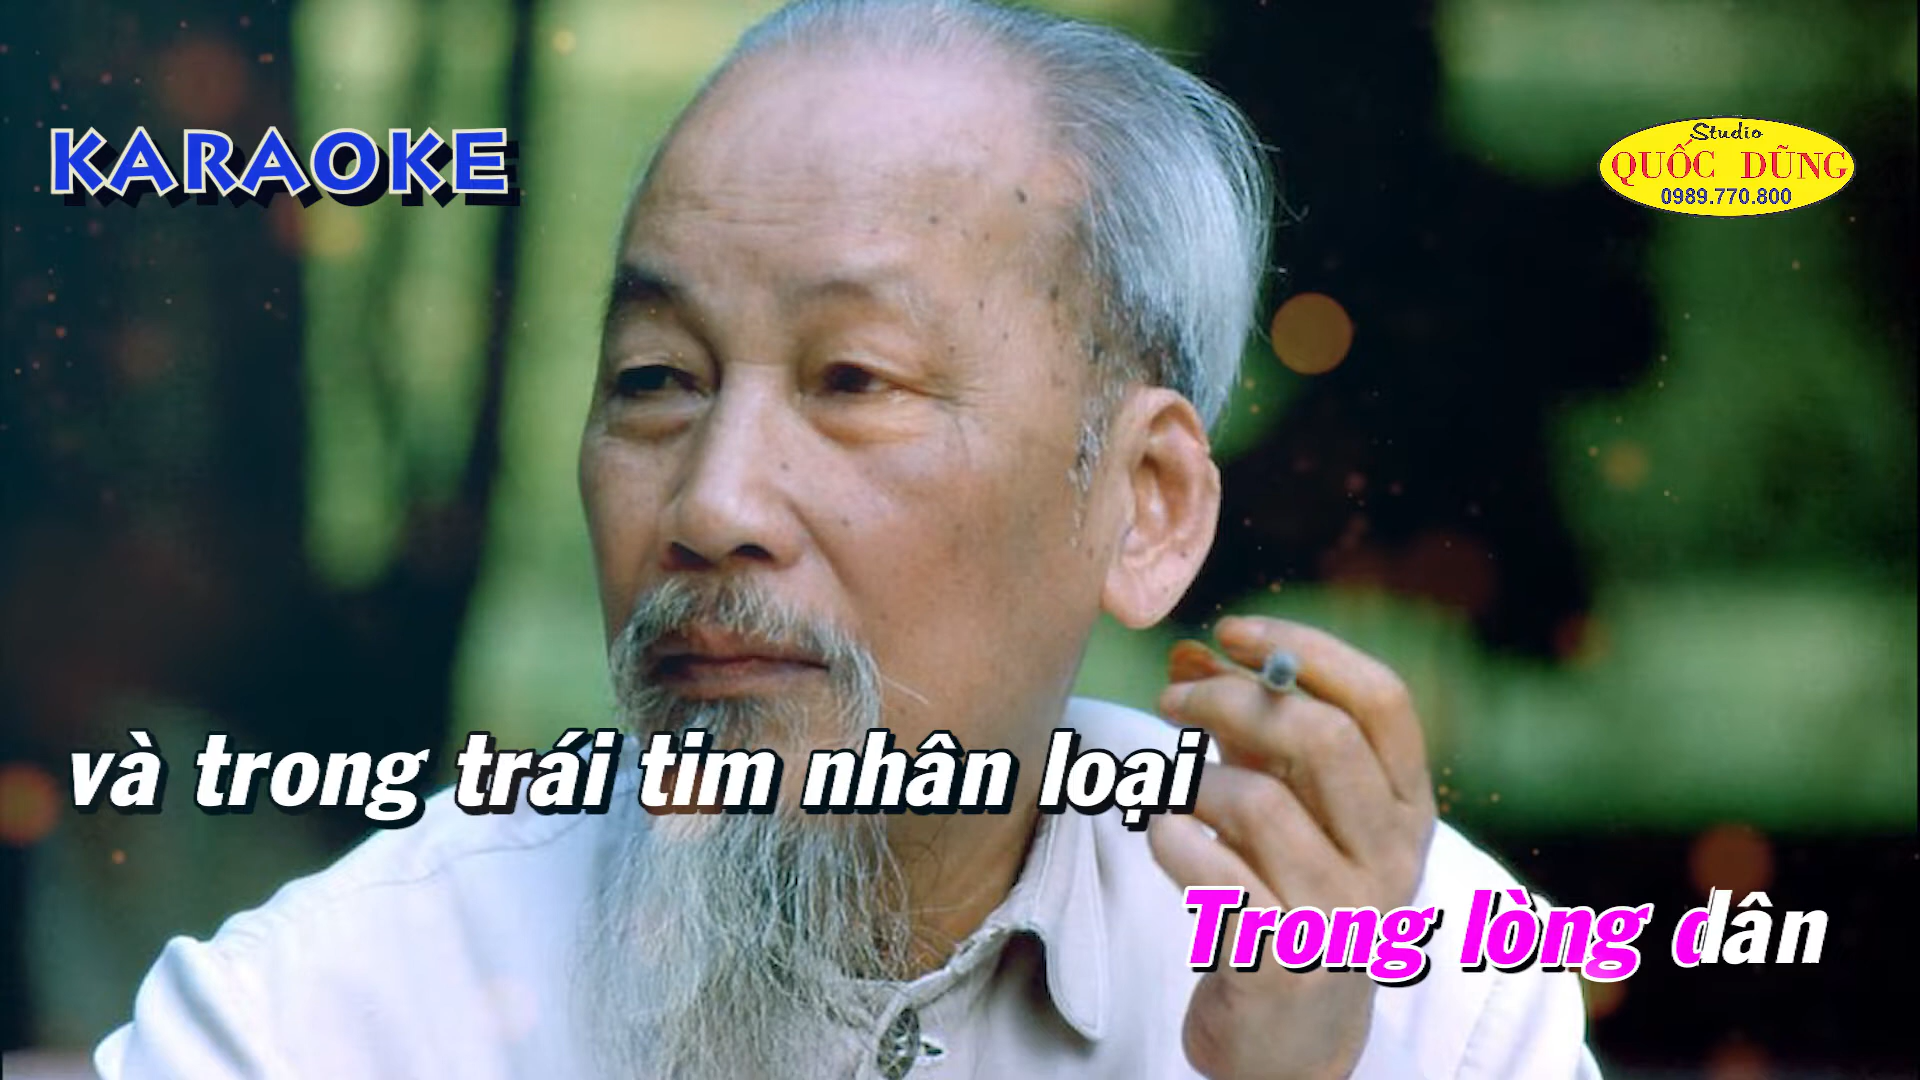 KARAOKE
Studio
QUỐC DŨNG
0989.770.800
và trong trái tim nhân loại
Trong lòng dân